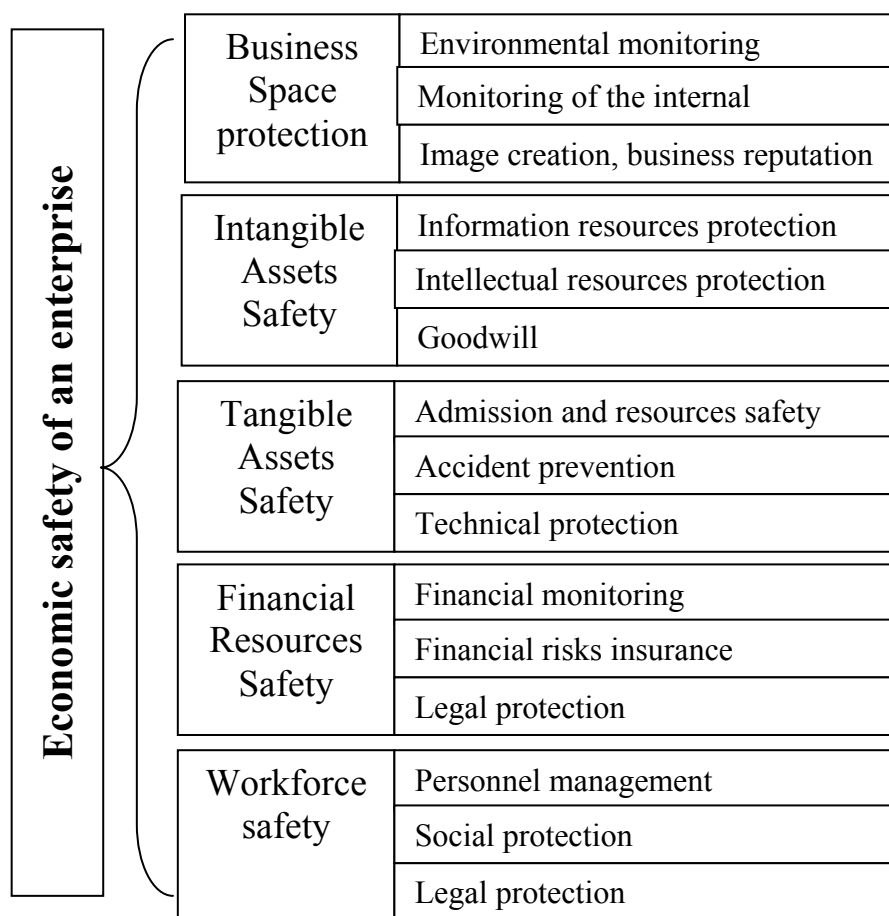 Economic safety of an enterprise
Business
Space
protection
Environmental monitoring
Monitoring of the internal
Image creation, business reputation
Intangible
Assets
Safety
Information resources protection
Intellectual resources protection
Goodwill
Tangible
Assets
Safety
Admission and resources safety
Accident prevention
Technical protection
Financial
Resources
Safety
Financial monitoring
Financial risks insurance
Legal protection
Workforce
safety
Personnel management
Social protection
Legal protection